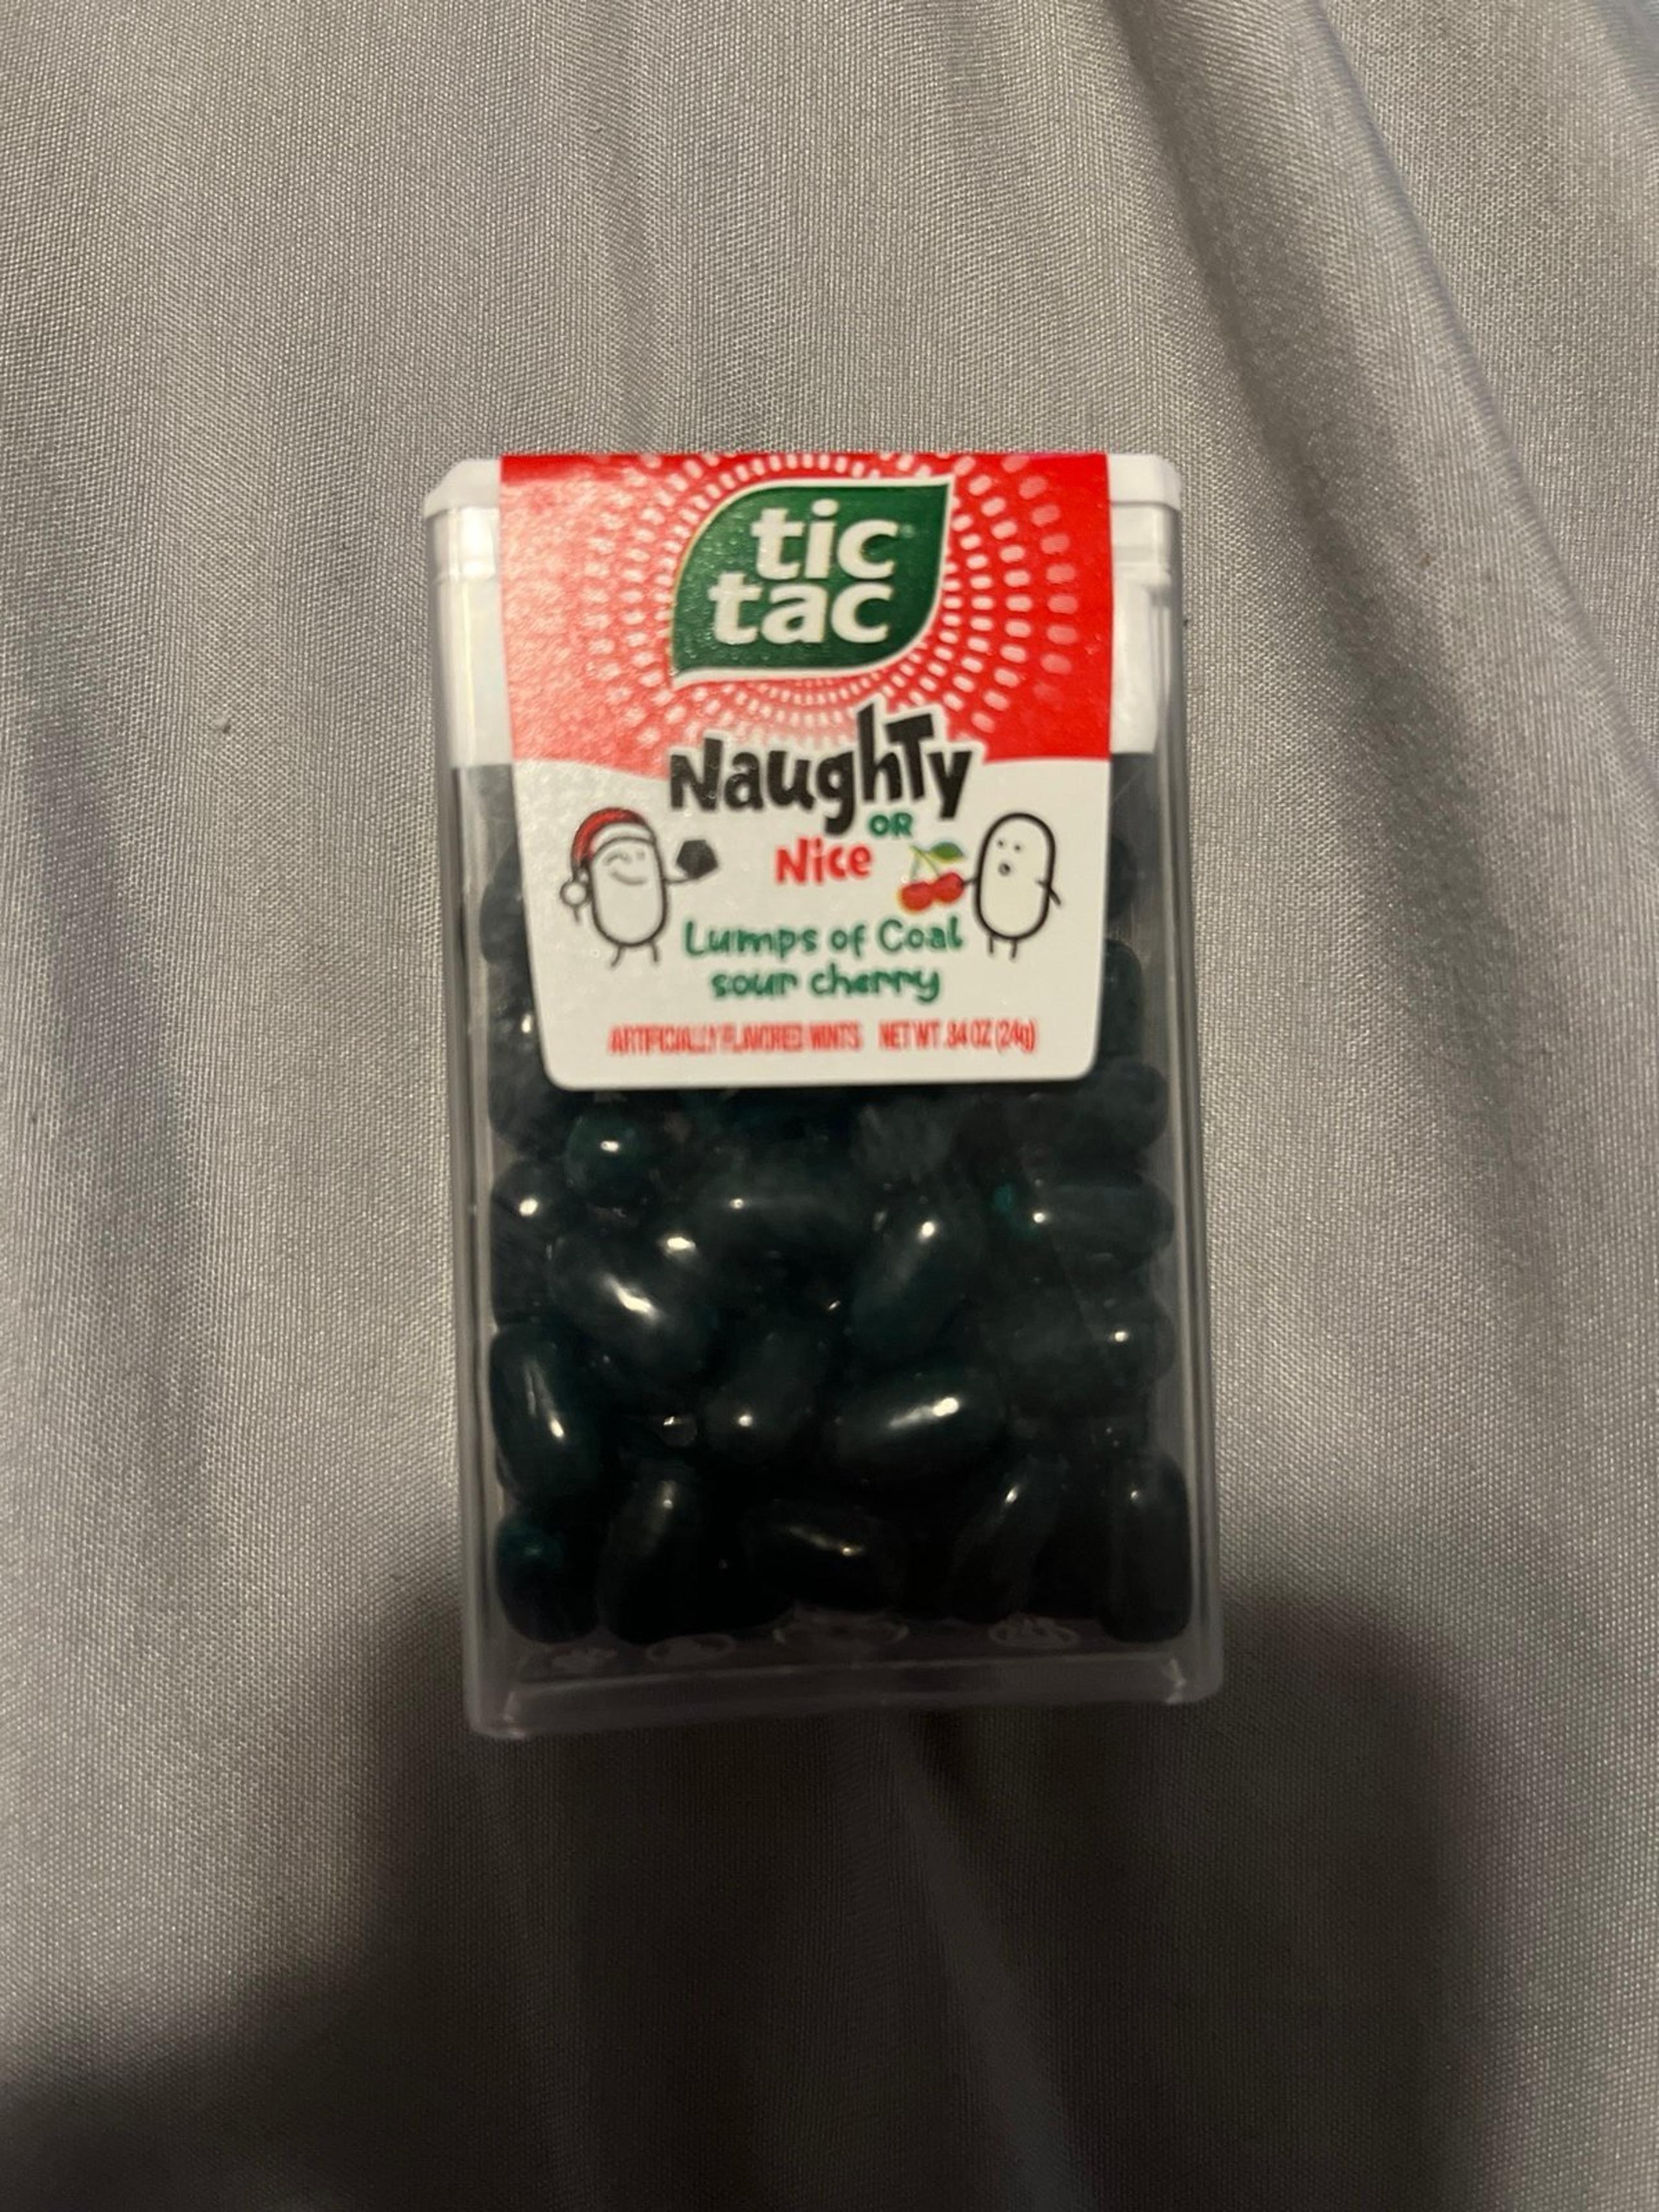 tic
tac
Naughty
OR
Nice
Lumps of Coal
sour cherry
ARTIFICIALLY FLAVORED MINTS NET WT .84 OZ (24g)